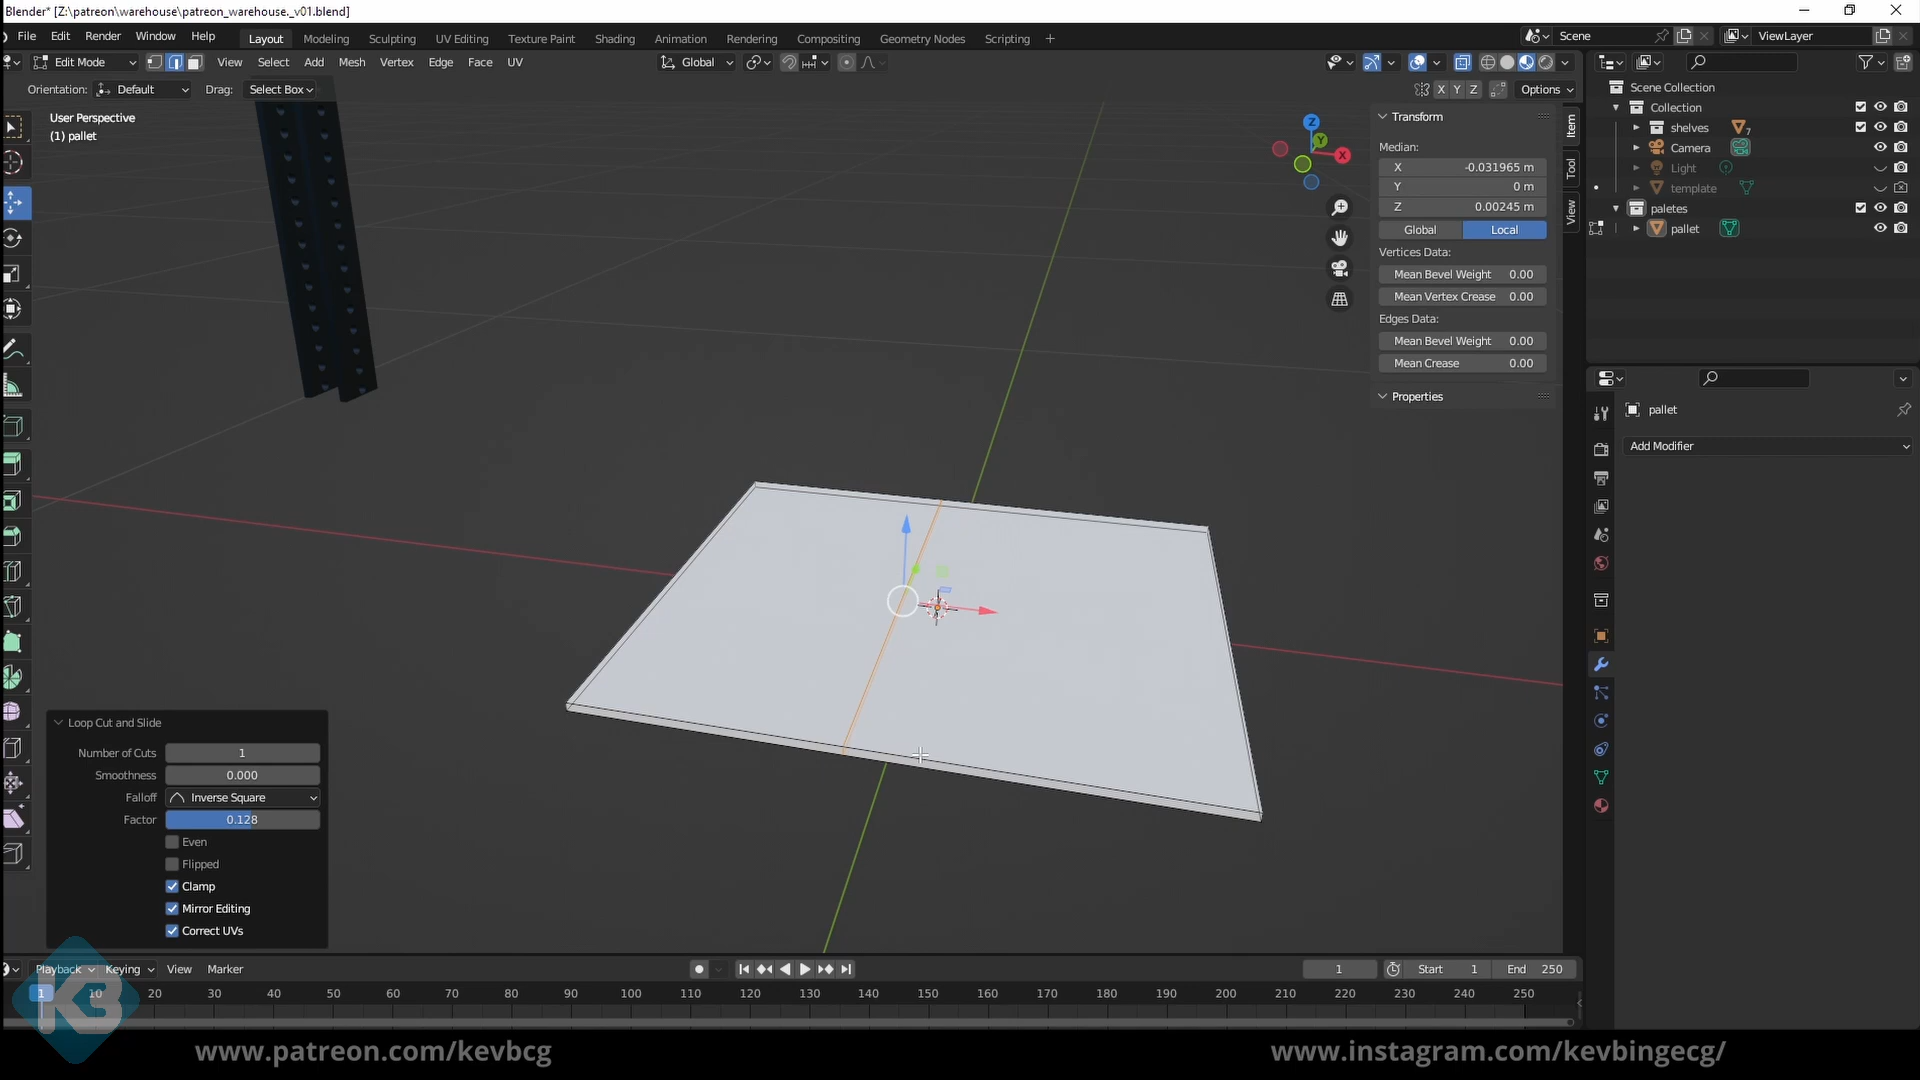 Blender* [Z:\patreon\warehouse\patreon_warehouse._v01.blend]
File Edit Render Window Help Layout Modeling Sculpting UV Editing Texture Paint Shading Animation Rendering Compositing Geometry Nodes Scripting + Scene ViewLayer
Edit Mode View Select Add Mesh Vertex Edge Face UV Global
Orientation: Default Drag: Select Box X Y Z Options
User Perspective
(1) pallet
Z
Y
X
Transform
Median:
X -0.031965 m
Y 0 m
Z 0.00245 m
Global Local
Vertices Data:
Mean Bevel Weight 0.00
Mean Vertex Crease 0.00
Edges Data:
Mean Bevel Weight 0.00
Mean Crease 0.00
Properties
Item
Tool
View
Scene Collection
Collection
shelves 7
Camera
Light
template
paletes
pallet
pallet
Add Modifier
Loop Cut and Slide
Number of Cuts 1
Smoothness 0.000
Falloff Inverse Square
Factor 0.128
Even
Flipped
Clamp
Mirror Editing
Correct UVs
Playback Keying View Marker 1 Start 1 End 250
1 10 20 30 40 50 60 70 80 90 100 110 120 130 140 150 160 170 180 190 200 210 220 230 240 250
KB
www.patreon.com/kevbcg
www.instagram.com/kevbingecg/